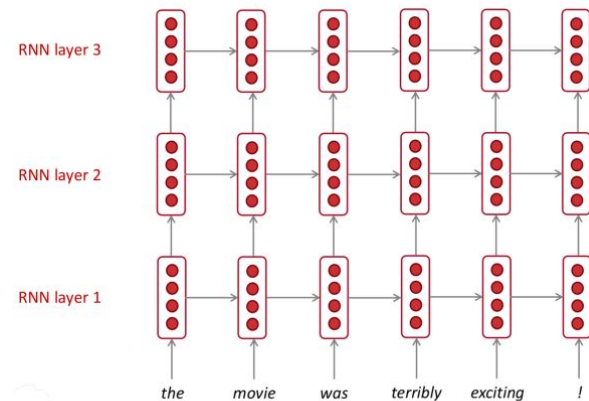 RNN layer 3
RNN layer 2
RNN layer 1
the movie was terribly exciting !